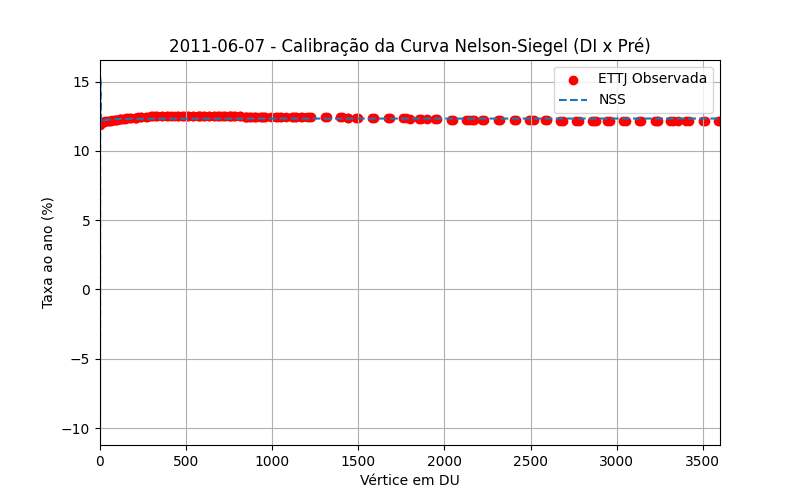 2011-06-07 - Calibração da Curva Nelson-Siegel (DI x Pré)
ETTJ Observada
NSS
Taxa ao ano (%)
15
10
5
0
−5
−10
0 500 1000 1500 2000 2500 3000 3500
Vértice em DU